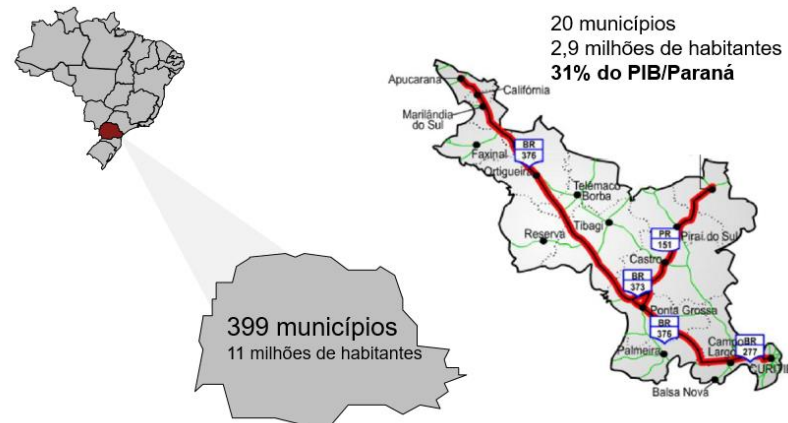 20 municípios
2,9 milhões de habitantes
31% do PIB/Paraná
Apucarana
Califórnia
Marilândia
do Sul
BR
376
Faxinal
Ortigueira
Telêmaco
Borba
Reserva
Tibagi
PR
151
Piraí do Sul
Castro
BR
373
Ponta Grossa
BR
376
Palmeira
Campo
Largo
BR
277
Balsa Nova
399 municípios
11 milhões de habitantes